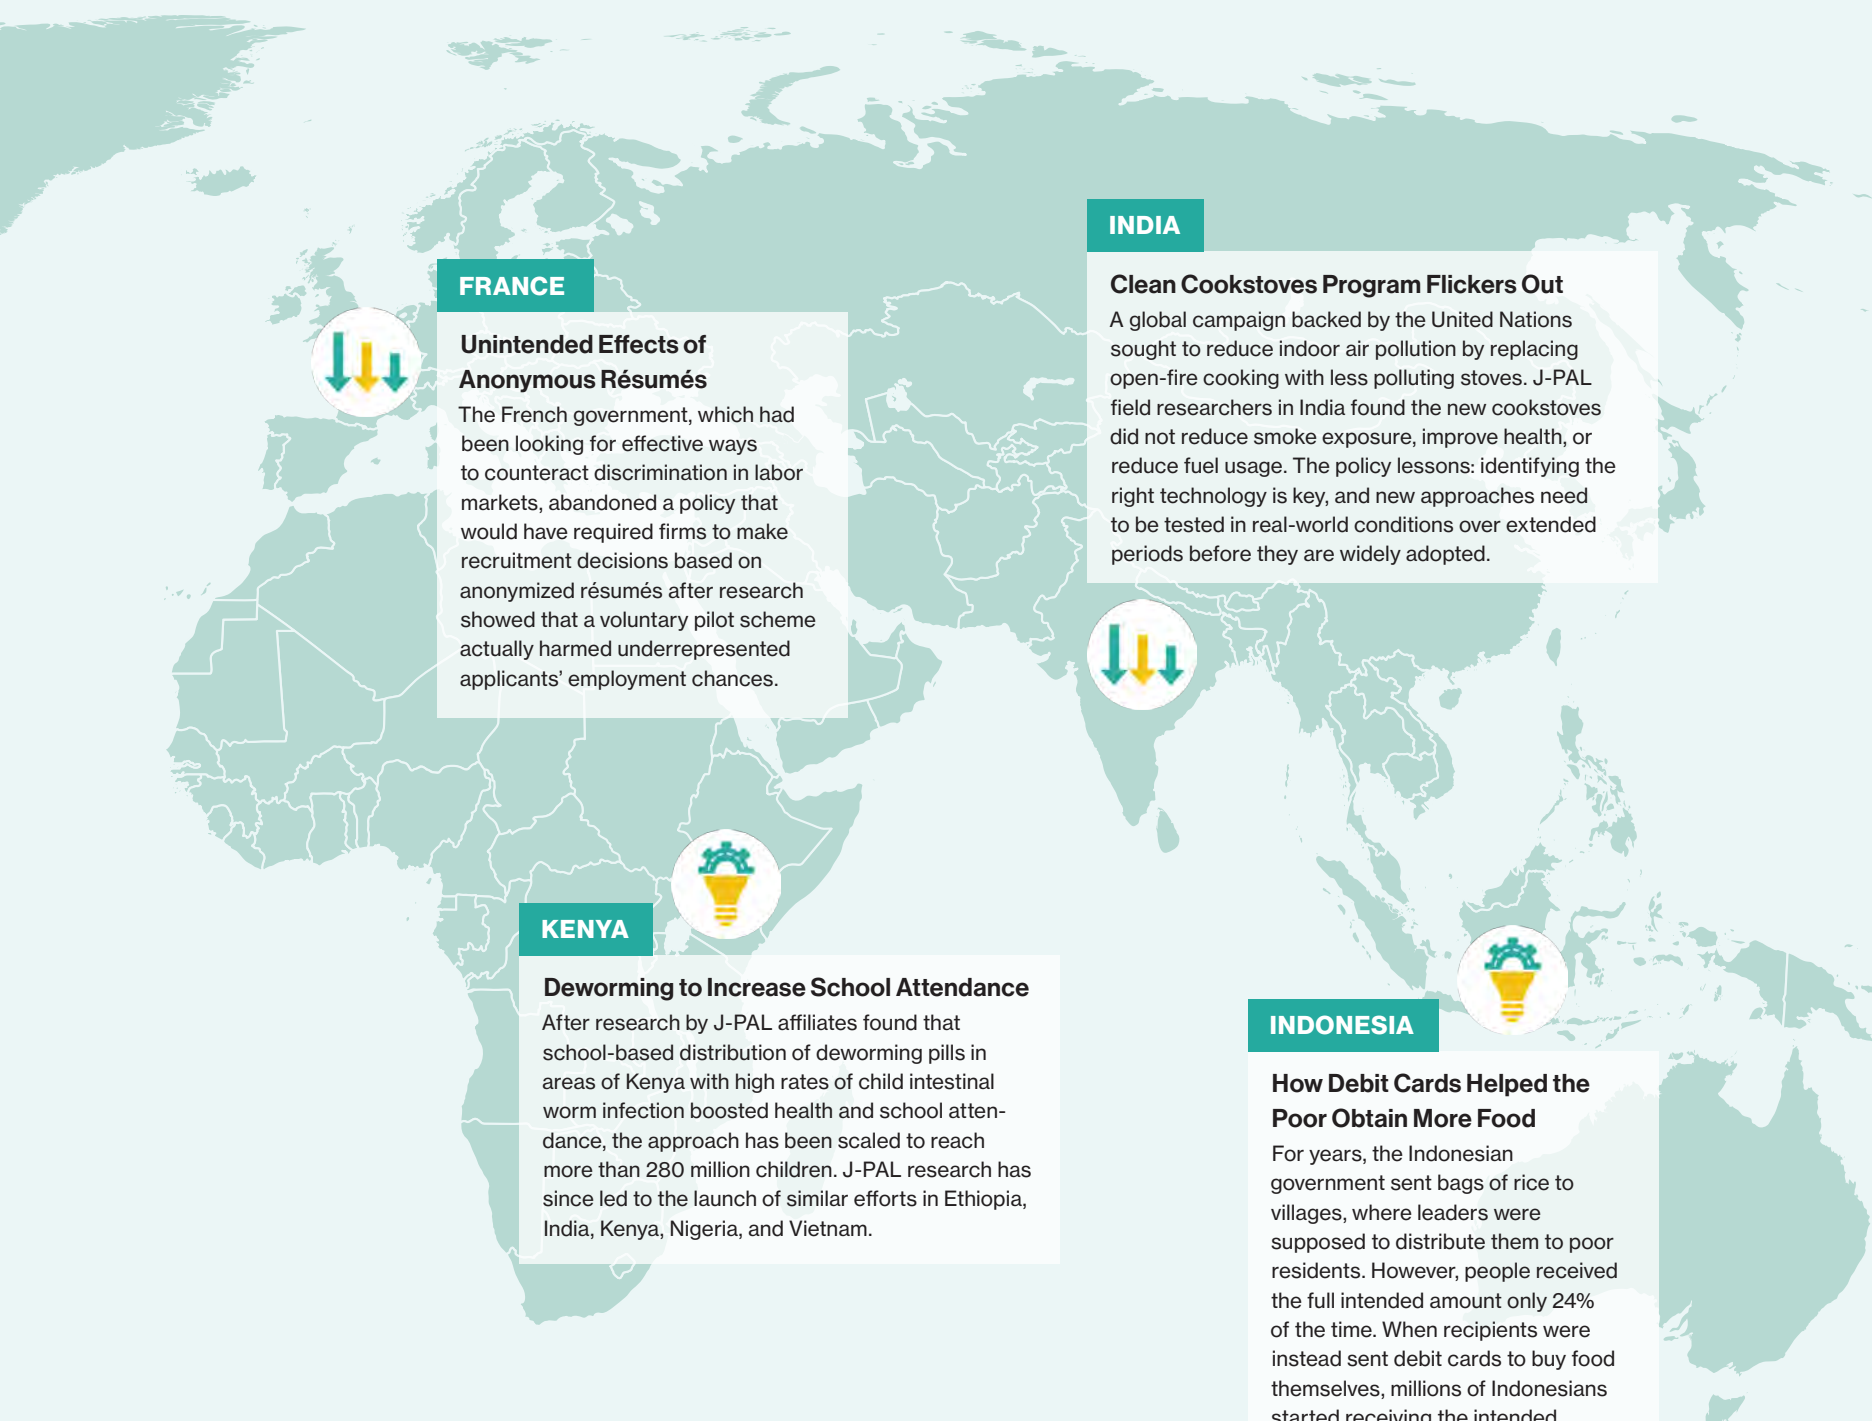 FRANCE
Unintended Effects of
Anonymous Résumés
The French government, which had
been looking for effective ways
to counteract discrimination in labor
markets, abandoned a policy that
would have required firms to make
recruitment decisions based on
anonymized résumés after research
showed that a voluntary pilot scheme
actually harmed underrepresented
applicants’ employment chances.
INDIA
Clean Cookstoves Program Flickers Out
A global campaign backed by the United Nations
sought to reduce indoor air pollution by replacing
open-fire cooking with less polluting stoves. J-PAL
field researchers in India found the new cookstoves
did not reduce smoke exposure, improve health, or
reduce fuel usage. The policy lessons: identifying the
right technology is key, and new approaches need
to be tested in real-world conditions over extended
periods before they are widely adopted.
KENYA
Deworming to Increase School Attendance
After research by J-PAL affiliates found that
school-based distribution of deworming pills in
areas of Kenya with high rates of child intestinal
worm infection boosted health and school atten-
dance, the approach has been scaled to reach
more than 280 million children. J-PAL research has
since led to the launch of similar efforts in Ethiopia,
India, Kenya, Nigeria, and Vietnam.
INDONESIA
How Debit Cards Helped the
Poor Obtain More Food
For years, the Indonesian
government sent bags of rice to
villages, where leaders were
supposed to distribute them to poor
residents. However, people received
the full intended amount only 24%
of the time. When recipients were
instead sent debit cards to buy food
themselves, millions of Indonesians
started receiving the intended